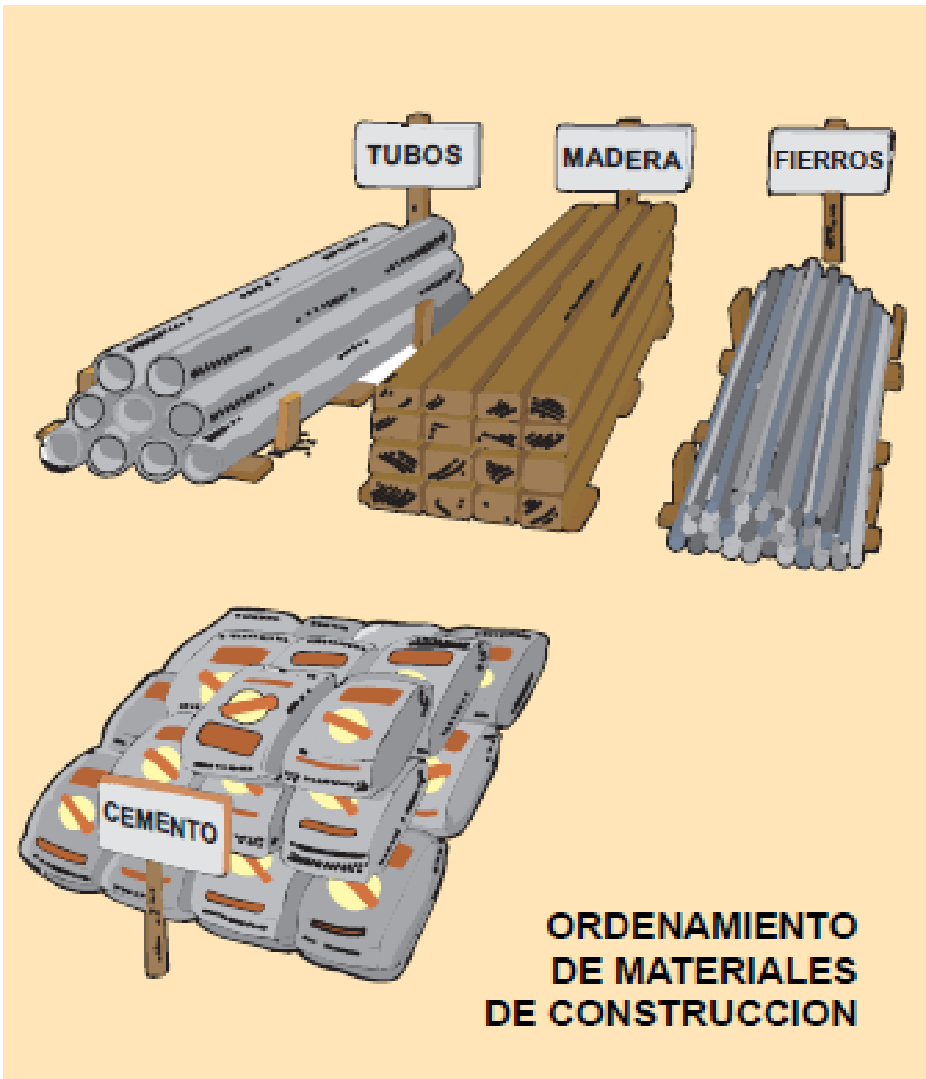 TUBOS
MADERA
FIERROS
CEMENTO
ORDENAMIENTO
DE MATERIALES
DE CONSTRUCCION